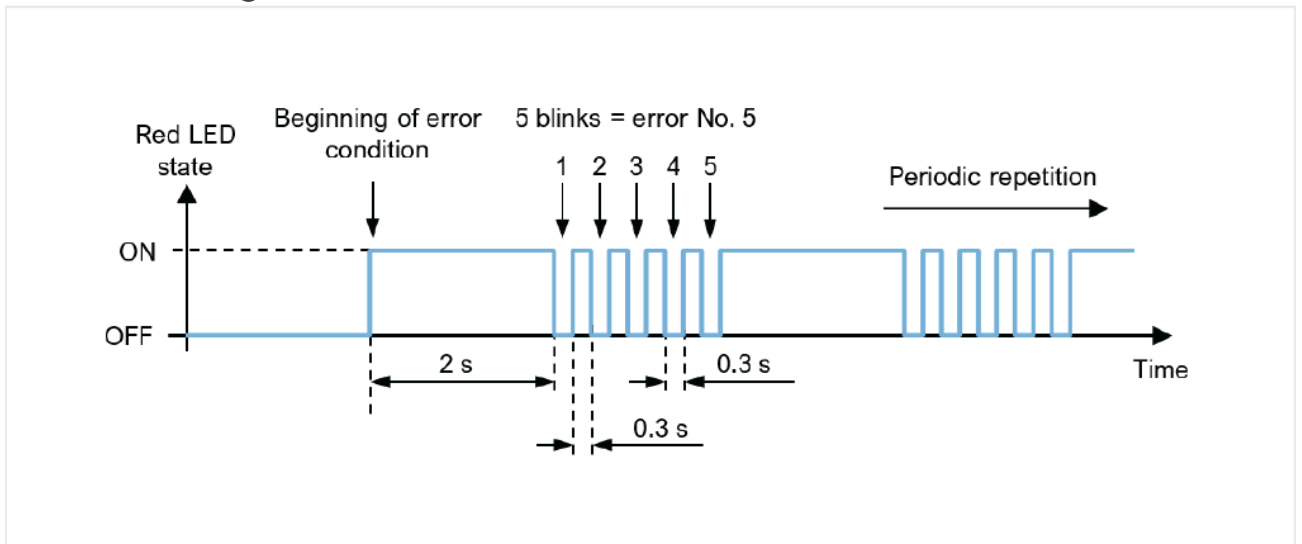 Red LED
state
Beginning of error
condition
5 blinks = error No. 5
1 2 3 4 5
Periodic repetition
ON
OFF
2 s
0.3 s
Time
0.3 s